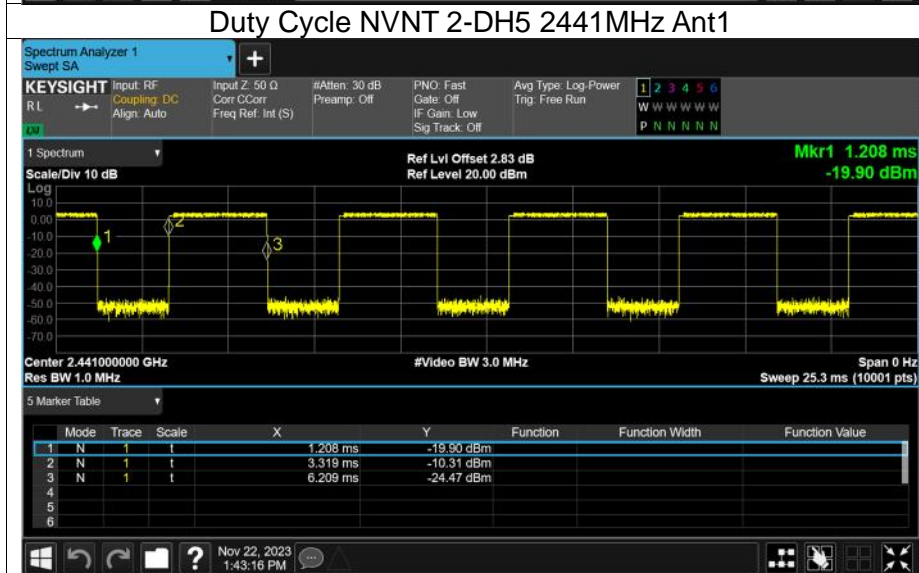 Duty Cycle NVNT 2-DH5 2441MHz Ant1
Spectrum Analyzer 1
Swept SA
+
KEYSIGHT Input: RF Input Z: 50 Ω #Atten: 30 dB PNO: Fast Avg Type: Log-Power 1 2 3 4 5 6
RL Coupling: DC Corr CCorr Preamp: Off Gate: Off Trig: Free Run W W W W W W
Align: Auto Freq Ref: Int (S) IF Gain: Low
Sig Track: Off P N N N N N
LXI
1 Spectrum Ref Lvl Offset 2.83 dB Mkr1 1.208 ms
Scale/Div 10 dB Ref Level 20.00 dBm -19.90 dBm
Log
10.0
0.00
-10.0
-20.0
-30.0
-40.0
-50.0
-60.0
-70.0
1
2
3
Center 2.441000000 GHz #Video BW 3.0 MHz Span 0 Hz
Res BW 1.0 MHz Sweep 25.3 ms (10001 pts)
5 Marker Table
Mode Trace Scale X Y Function Function Width Function Value
1 N 1 t 1.208 ms -19.90 dBm
2 N 1 t 3.319 ms -10.31 dBm
3 N 1 t 6.209 ms -24.47 dBm
4
5
6
? Nov 22, 2023
1:43:16 PM